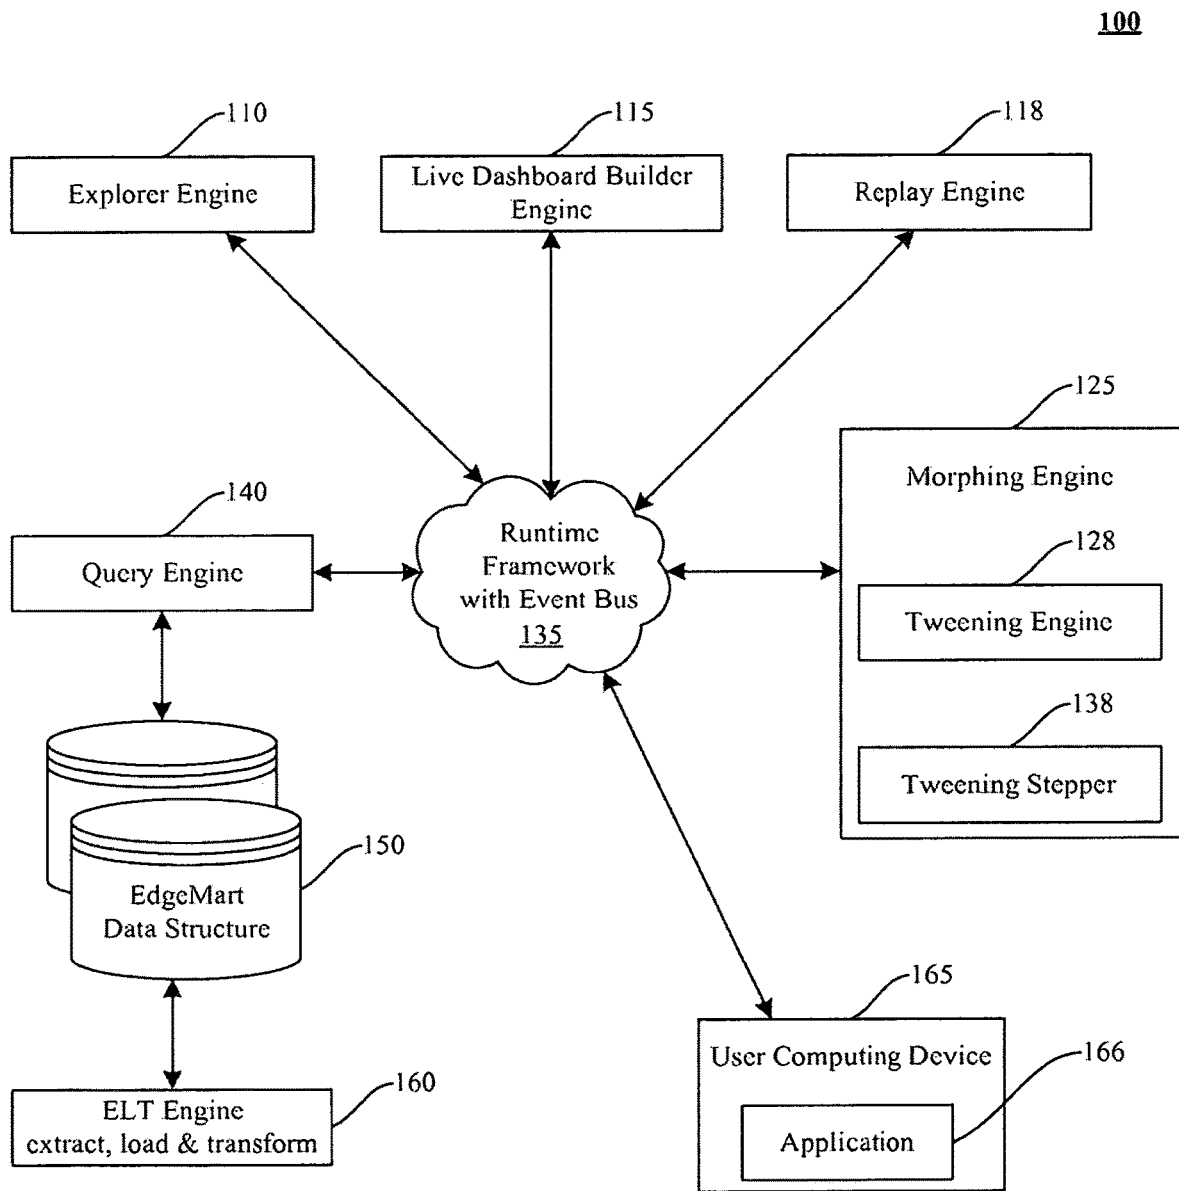 100
110
115
118
Explorer Engine
Live Dashboard Builder
Engine
Replay Engine
125
Morphing Engine
140
Query Engine
Runtime
Framework
with Event Bus
135
128
Tweening Engine
138
Tweening Stepper
150
EdgeMart
Data Structure
165
User Computing Device
166
Application
160
ELT Engine
extract, load & transform